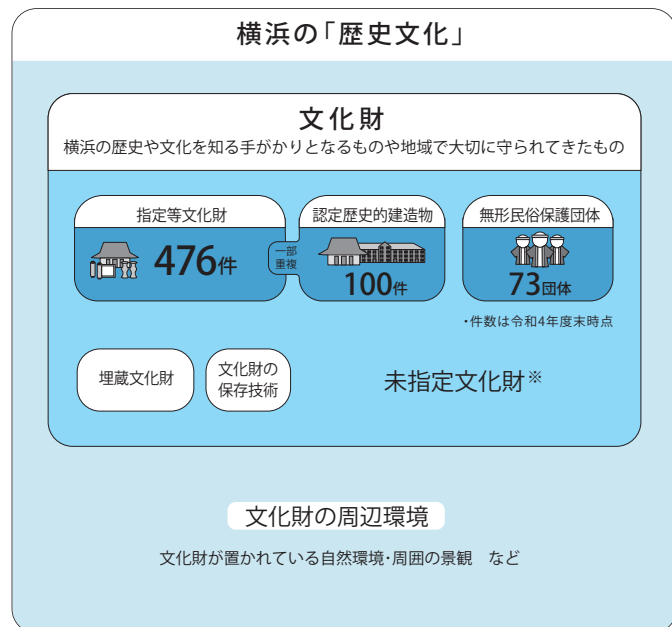 横浜の「歴史文化」
文化財
横浜の歴史や文化を知る手がかりとなるものや地域で大切に守られてきたもの
指定等文化財
476件
一部
重複
認定歴史的建造物
100件
無形民俗保護団体
73団体
・件数は令和4年度末時点
埋蔵文化財
文化財の
保存技術
未指定文化財※
文化財の周辺環境
文化財が置かれている自然環境・周囲の景観　など